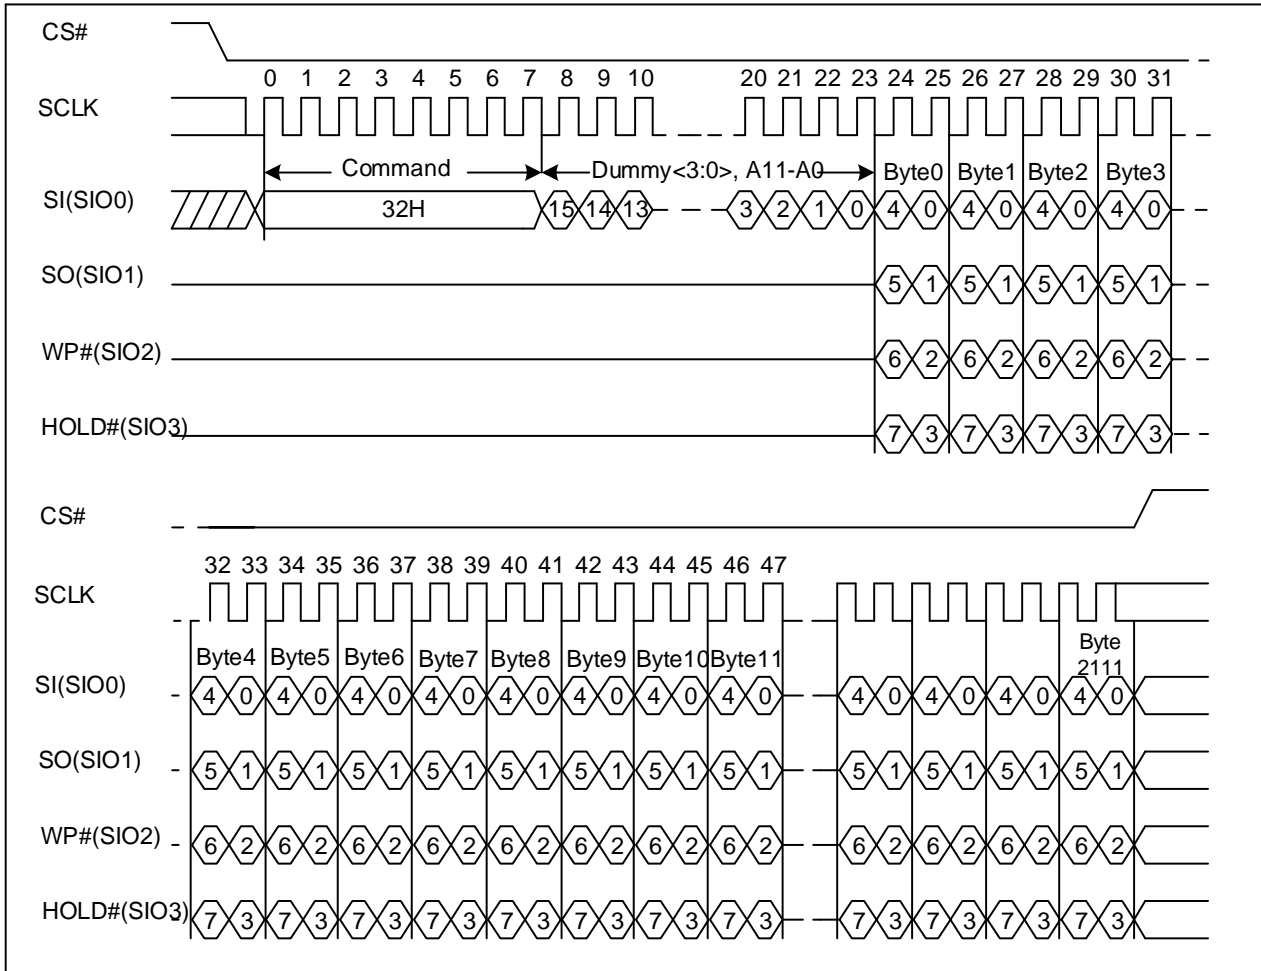 CS#
0 1 2 3 4 5 6 7 8 9 10 20 21 22 23 24 25 26 27 28 29 30 31
SCLK
Command Dummy<3:0>, A11-A0 Byte0 Byte1 Byte2 Byte3
SI(SIO0) 32H 15 14 13 3 2 1 0 4 0 4 0 4 0 4 0
SO(SIO1) 5 1 5 1 5 1 5 1
WP#(SIO2) 6 2 6 2 6 2 6 2
HOLD#(SIO3) 7 3 7 3 7 3 7 3
CS#
32 33 34 35 36 37 38 39 40 41 42 43 44 45 46 47
SCLK
Byte4 Byte5 Byte6 Byte7 Byte8 Byte9 Byte10 Byte11 Byte
2111
SI(SIO0) 4 0 4 0 4 0 4 0 4 0 4 0 4 0 4 0 4 0 4 0 4 0 4 0
SO(SIO1) 5 1 5 1 5 1 5 1 5 1 5 1 5 1 5 1 5 1 5 1 5 1 5 1
WP#(SIO2) 6 2 6 2 6 2 6 2 6 2 6 2 6 2 6 2 6 2 6 2 6 2 6 2
HOLD#(SIO3) 7 3 7 3 7 3 7 3 7 3 7 3 7 3 7 3 7 3 7 3 7 3 7 3